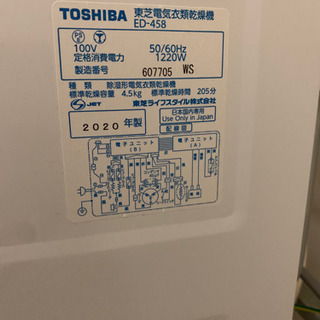 TOSHIBA 東芝電気衣類乾燥機
ED-458
100V 50/60Hz
定格消費電力 1220W
製造番号 607705 WS
種類 除湿形電気衣類乾燥機
標準乾燥容量 4.5kg 標準乾燥時間 205分
JET 東芝ライフスタイル株式会社
2020年製
日本国内専用
Use only in Japan
配線図
電子ユニット (B)
電子ユニット (A)